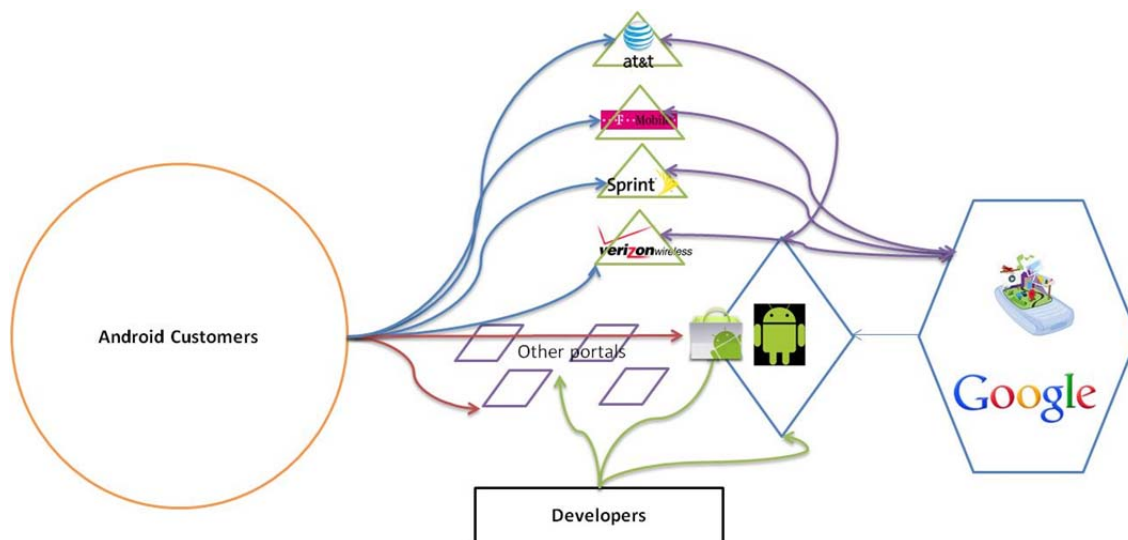 at&t
T Mobile
Sprint
verizonwireless
Android Customers
Other portals
Google
Developers